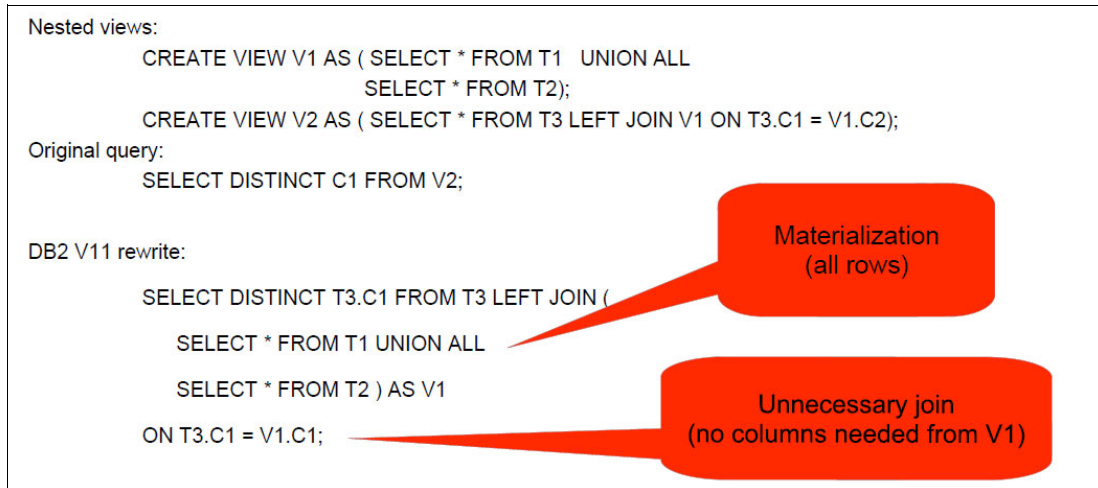 Nested views:
CREATE VIEW V1 AS ( SELECT * FROM T1 UNION ALL
SELECT * FROM T2);
CREATE VIEW V2 AS ( SELECT * FROM T3 LEFT JOIN V1 ON T3.C1 = V1.C2);
Original query:
SELECT DISTINCT C1 FROM V2;
Materialization
(all rows)
DB2 V11 rewrite:
SELECT DISTINCT T3.C1 FROM T3 LEFT JOIN (
SELECT * FROM T1 UNION ALL
SELECT * FROM T2 ) AS V1
Unnecessary join
(no columns needed from V1)
ON T3.C1 = V1.C1;